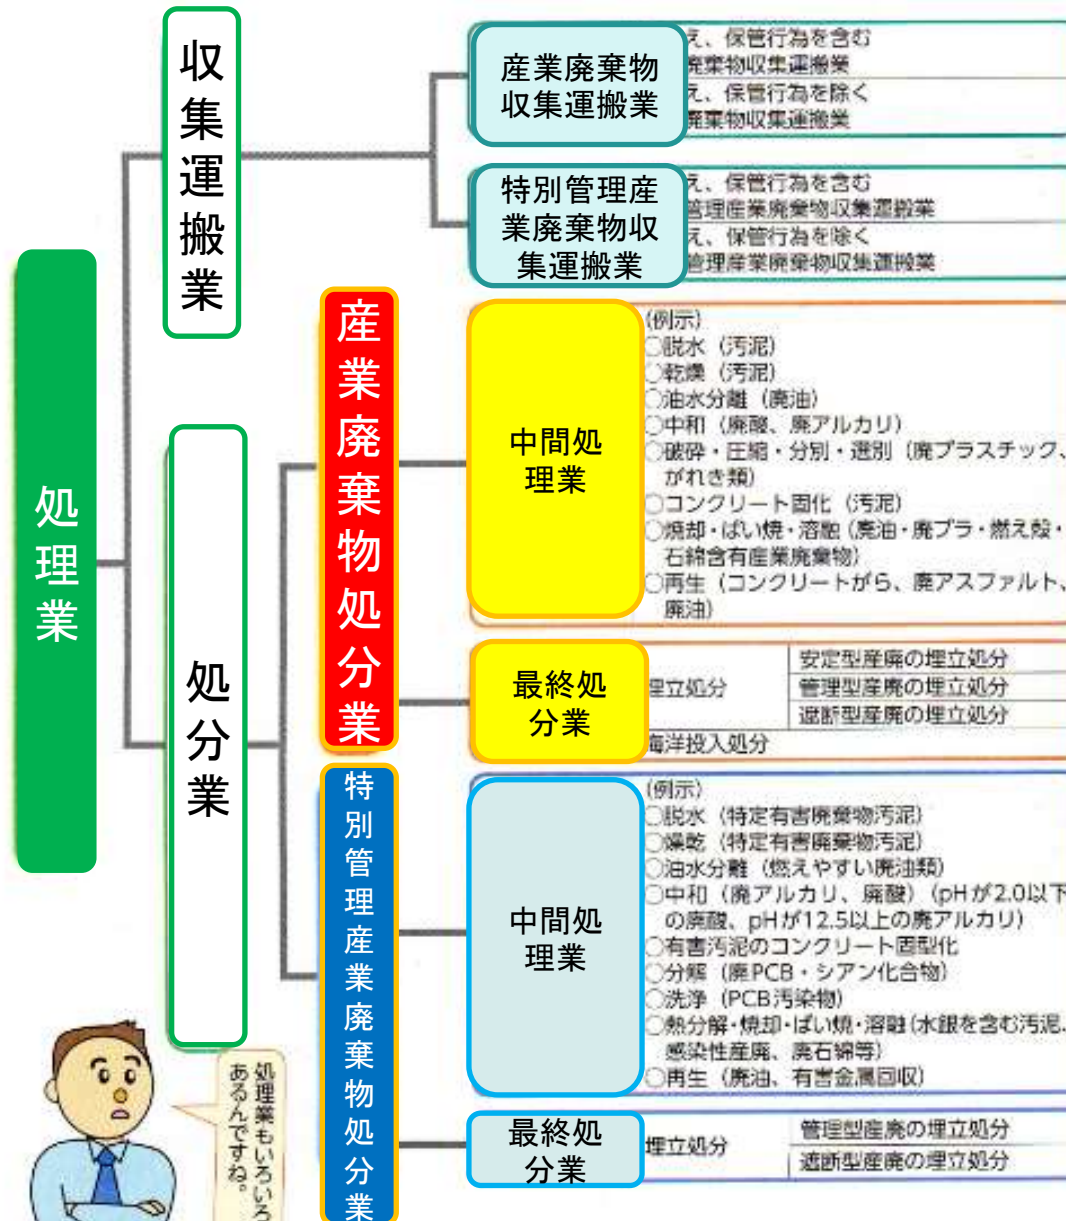 処理業
収集運搬業
産業廃棄物
収集運搬業
え、保管行為を含む
廃棄物収集運搬業
え、保管行為を除く
廃棄物収集運搬業
特別管理産
業廃棄物収
集運搬業
え、保管行為を含む
管理産業廃棄物収集運搬業
え、保管行為を除く
管理産業廃棄物収集運搬業
処分業
産業廃棄物処分業
中間処
理業
(例示)
○脱水（汚泥）
○乾燥（汚泥）
○油水分離（廃油）
○中和（廃酸、廃アルカリ）
○破砕・圧縮・分別・選別（廃プラスチック、
がれき類）
○コンクリート固化（汚泥）
○焼却・ばい焼・溶融（廃油・廃プラ・燃え殻・
石綿含有産業廃棄物）
○再生（コンクリートがら、廃アスファルト、
廃油）
最終処
分業
埋立処分
安定型産廃の埋立処分
管理型産廃の埋立処分
遮断型産廃の埋立処分
海洋投入処分
特別管理産業廃棄物処分業
中間処
理業
(例示)
○脱水（特定有害廃棄物汚泥）
○燥乾（特定有害廃棄物汚泥）
○油水分離（燃えやすい廃油類）
○中和（廃アルカリ、廃酸）（pHが2.0以下
の廃酸、pHが12.5以上の廃アルカリ）
○有害汚泥のコンクリート固型化
○分解（廃PCB・シアン化合物）
○洗浄（PCB汚染物）
○熱分解・焼却・ばい焼・溶融（水銀を含む汚泥、
感染性産廃、廃石綿等）
○再生（廃油、有害金属回収）
最終処
分業
埋立処分
管理型産廃の埋立処分
遮断型産廃の埋立処分
処理業もいろいろ
あるんですね。